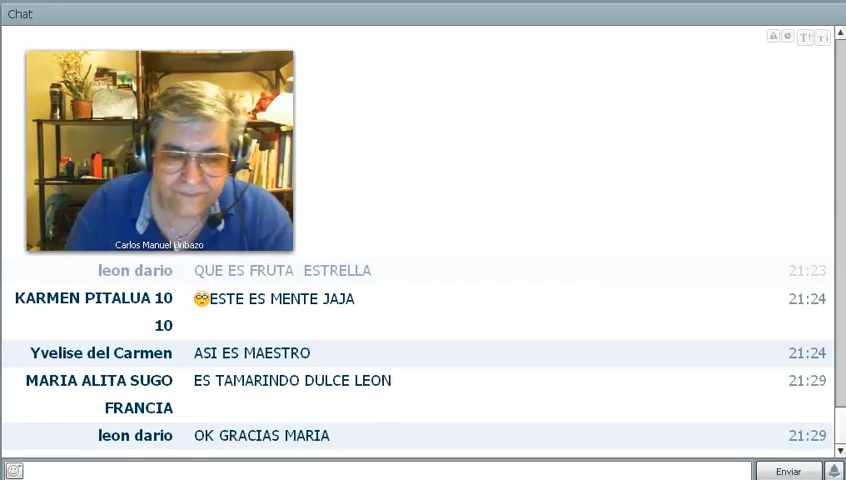 Chat
Carlos Manuel Uribazo
leon dario QUE ES FRUTA ESTRELLA 21:23
KARMEN PITALUA 10 ESTE ES MENTE JAJA 21:24
10
Yvelise del Carmen ASI ES MAESTRO 21:24
MARIA ALITA SUGO ES TAMARINDO DULCE LEON 21:29
FRANCIA
leon dario OK GRACIAS MARIA 21:29
Enviar